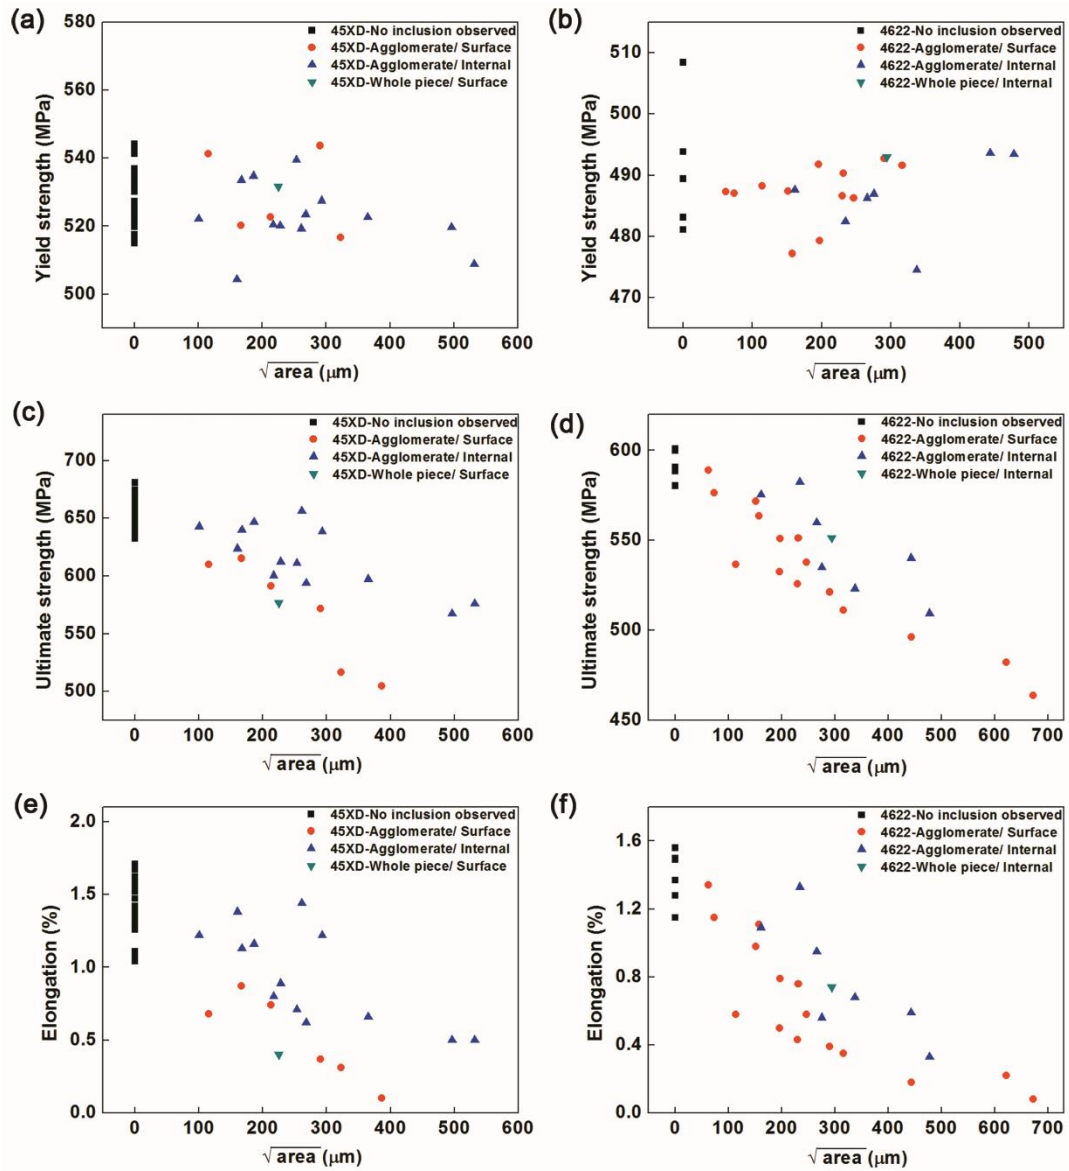 (a)
580
560
540
520
500
Yield strength (MPa)
45XD-No inclusion observed
45XD-Agglomerate/ Surface
45XD-Agglomerate/ Internal
45XD-Whole piece/ Surface
0 100 200 300 400 500 600
√area (μm)
(b)
510
500
490
480
470
Yield strength (MPa)
4622-No inclusion observed
4622-Agglomerate/ Surface
4622-Agglomerate/ Internal
4622-Whole piece/ Internal
0 100 200 300 400 500
√area (μm)
(c)
700
650
600
550
500
Ultimate strength (MPa)
45XD-No inclusion observed
45XD-Agglomerate/ Surface
45XD-Agglomerate/ Internal
45XD-Whole piece/ Surface
0 100 200 300 400 500 600
√area (μm)
(d)
600
550
500
450
Ultimate strength (MPa)
4622-No inclusion observed
4622-Agglomerate/ Surface
4622-Agglomerate/ Internal
4622-Whole piece/ Internal
0 100 200 300 400 500 600 700
√area (μm)
(e)
2.0
1.5
1.0
0.5
0.0
Elongation (%)
45XD-No inclusion observed
45XD-Agglomerate/ Surface
45XD-Agglomerate/ Internal
45XD-Whole piece/ Surface
0 100 200 300 400 500 600
√area (μm)
(f)
1.6
1.2
0.8
0.4
0.0
Elongation (%)
4622-No inclusion observed
4622-Agglomerate/ Surface
4622-Agglomerate/ Internal
4622-Whole piece/ Internal
0 100 200 300 400 500 600 700
√area (μm)